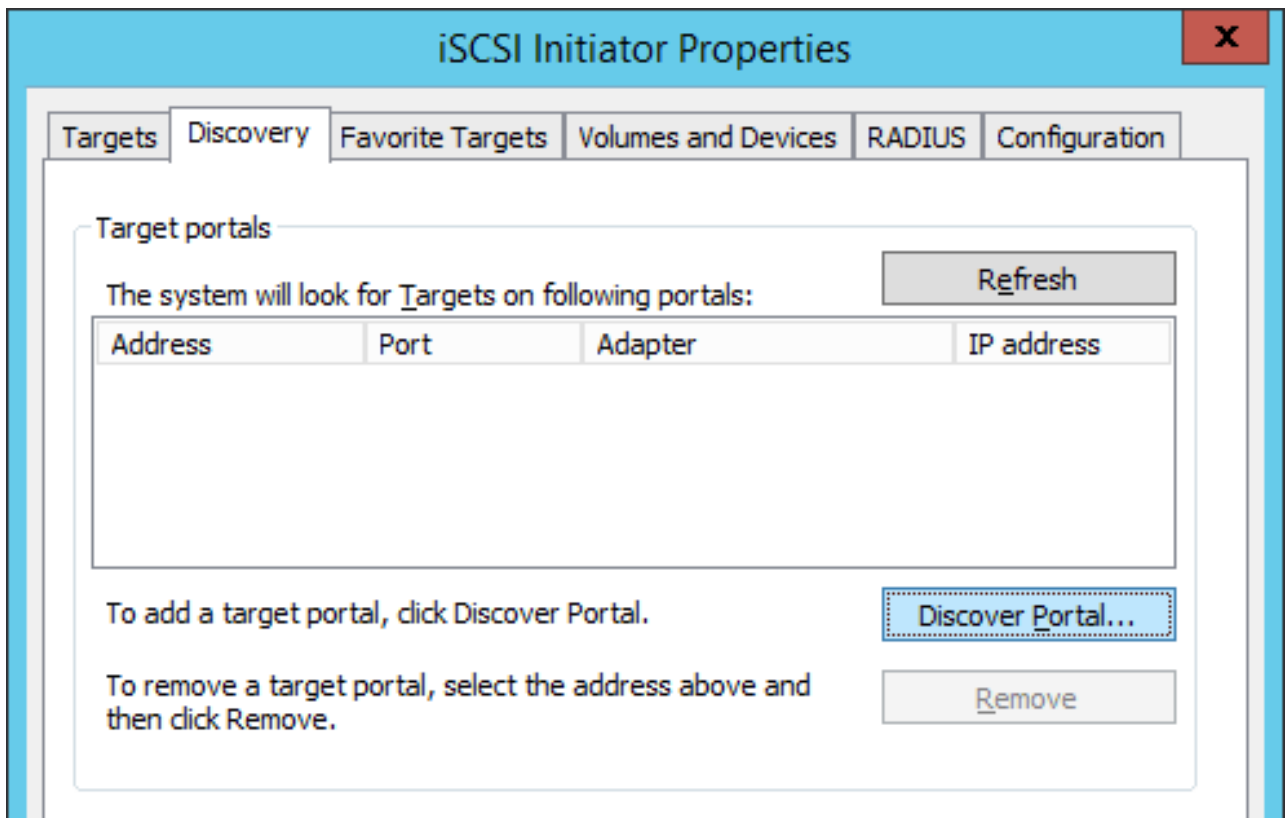 iSCSI Initiator Properties
x
Targets Discovery Favorite Targets Volumes and Devices RADIUS Configuration
Target portals
Refresh
The system will look for Targets on following portals:
Address Port Adapter IP address
To add a target portal, click Discover Portal.
Discover Portal...
To remove a target portal, select the address above and
then click Remove.
Remove